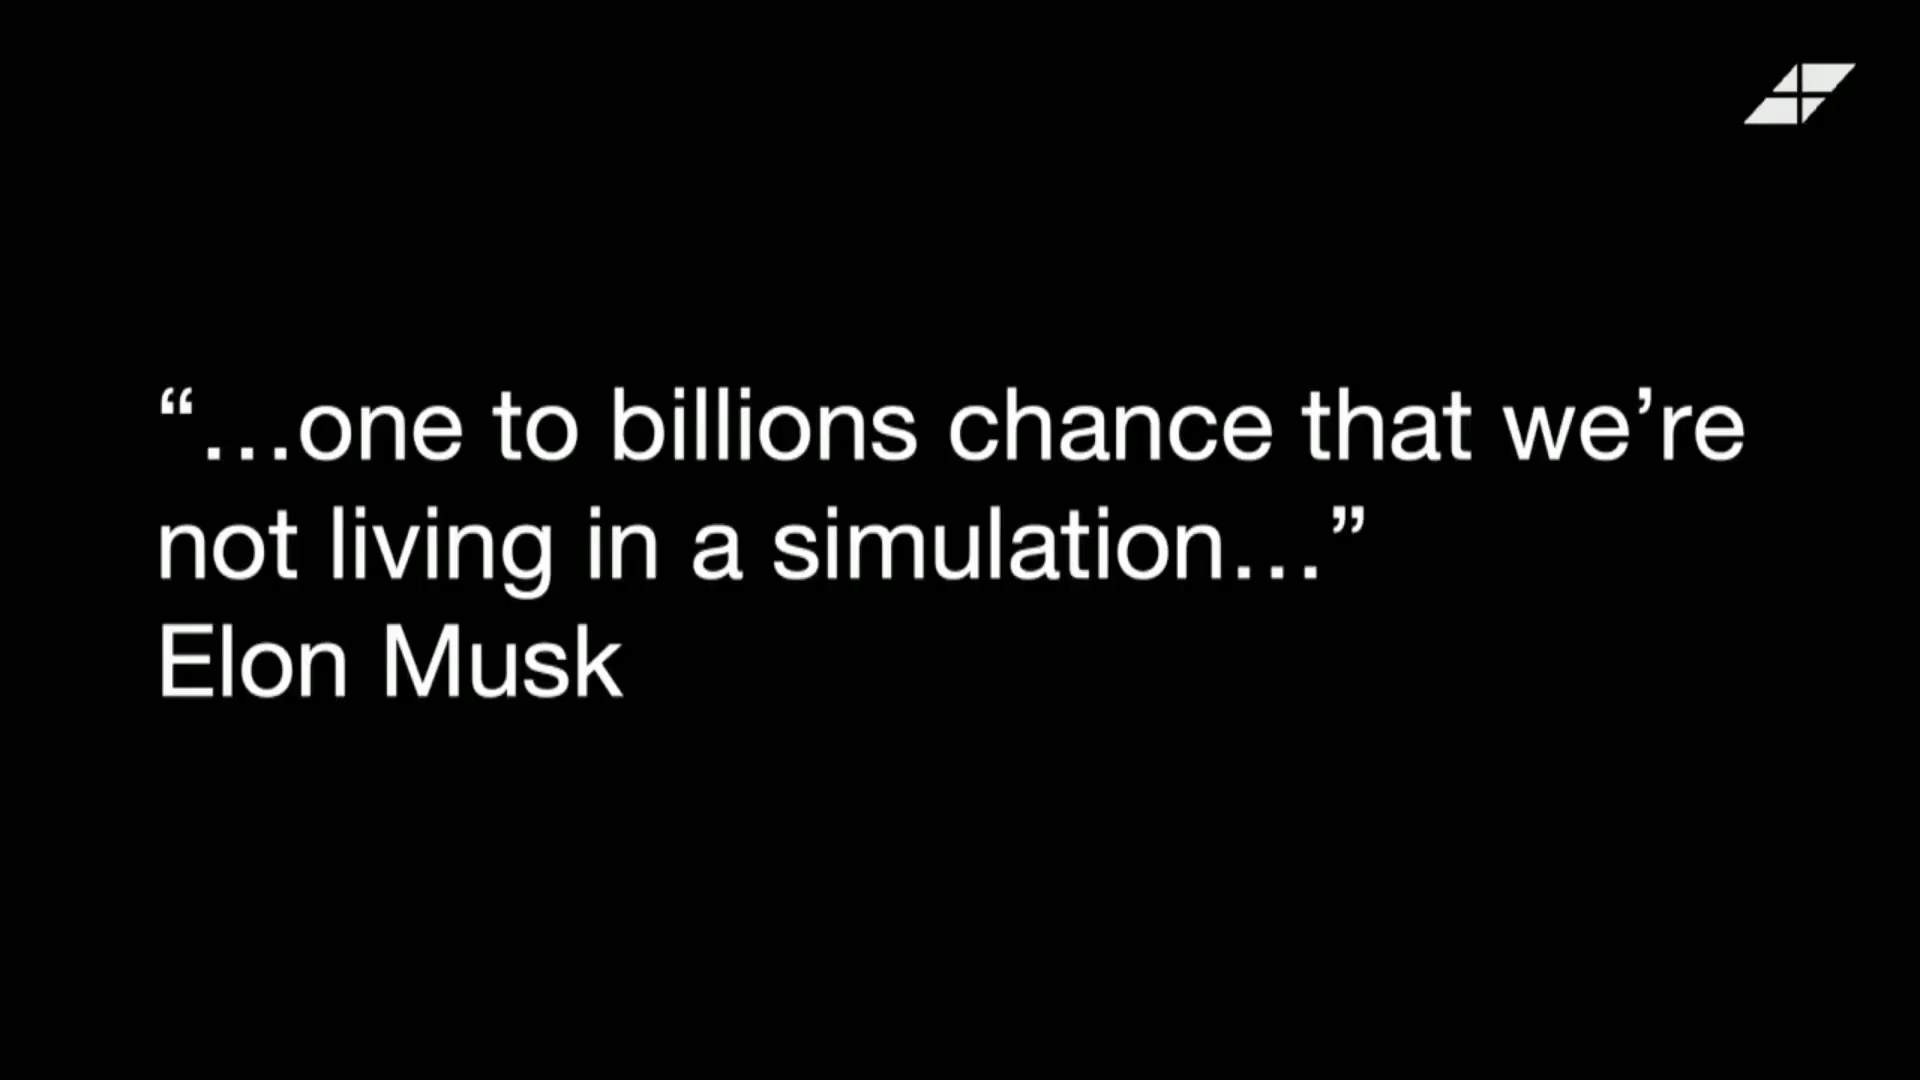 “…one to billions chance that we’re
not living in a simulation…”
Elon Musk